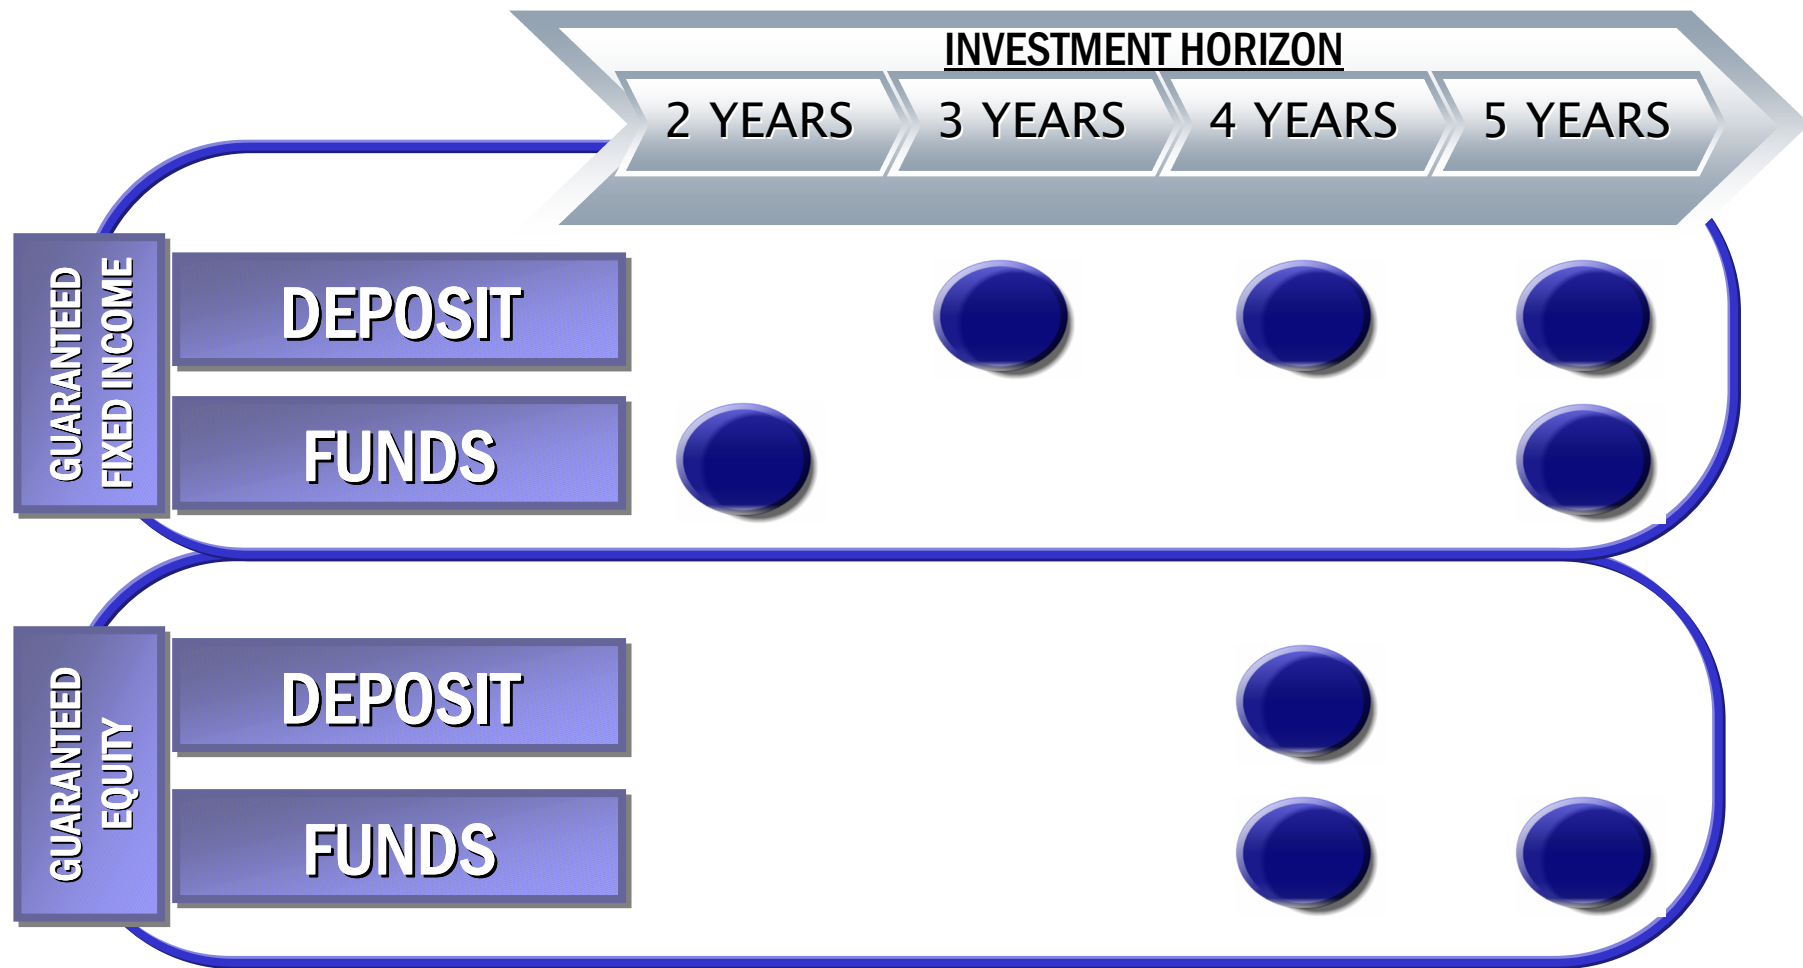 INVESTMENT HORIZON
2 YEARS
3 YEARS
4 YEARS
5 YEARS
GUARANTEED
FIXED INCOME
DEPOSIT
FUNDS
GUARANTEED
EQUITY
DEPOSIT
FUNDS